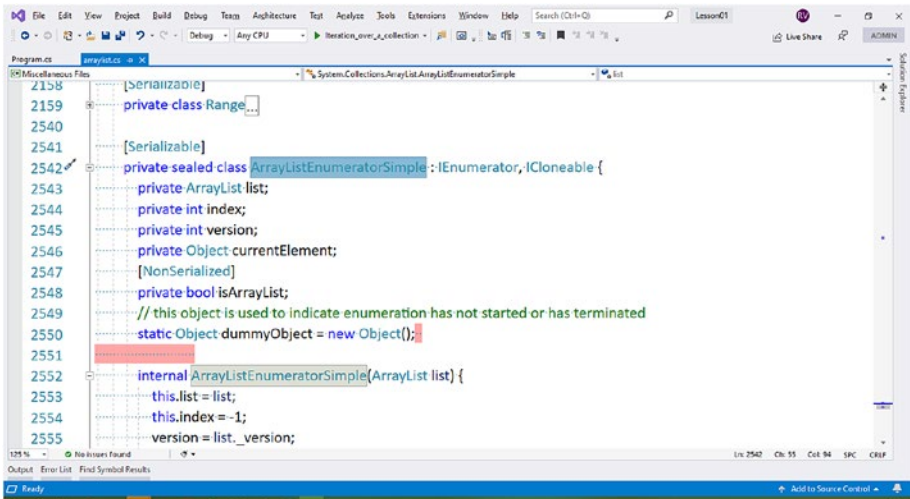 File Edit View Project Build Debug Team Architecture Test Analyze Tools Extensions Window Help Search (Ctrl+Q) Lesson01 RV
Debug Any CPU Iteration_over_a_collection Live Share ADMIN
Program.cs arraylist.cs
Miscellaneous Files System.Collections.ArrayList.ArrayListEnumeratorSimple list
Solution Explorer
2158 [Serializable]
2159 private class Range...
2540
2541 [Serializable]
2542 private sealed class ArrayListEnumeratorSimple : IEnumerator, ICloneable {
2543 private ArrayList list;
2544 private int index;
2545 private int version;
2546 private Object currentElement;
2547 [NonSerialized]
2548 private bool isArrayList;
2549 // this object is used to indicate enumeration has not started or has terminated
2550 static Object dummyObject = new Object();
2551
2552 internal ArrayListEnumeratorSimple(ArrayList list) {
2553 this.list = list;
2554 this.index = -1;
2555 version = list._version;
125 % No issues found Ln: 2542 Ch: 55 Col: 94 SPC CRLF
Output Error List Find Symbol Results
Ready Add to Source Control